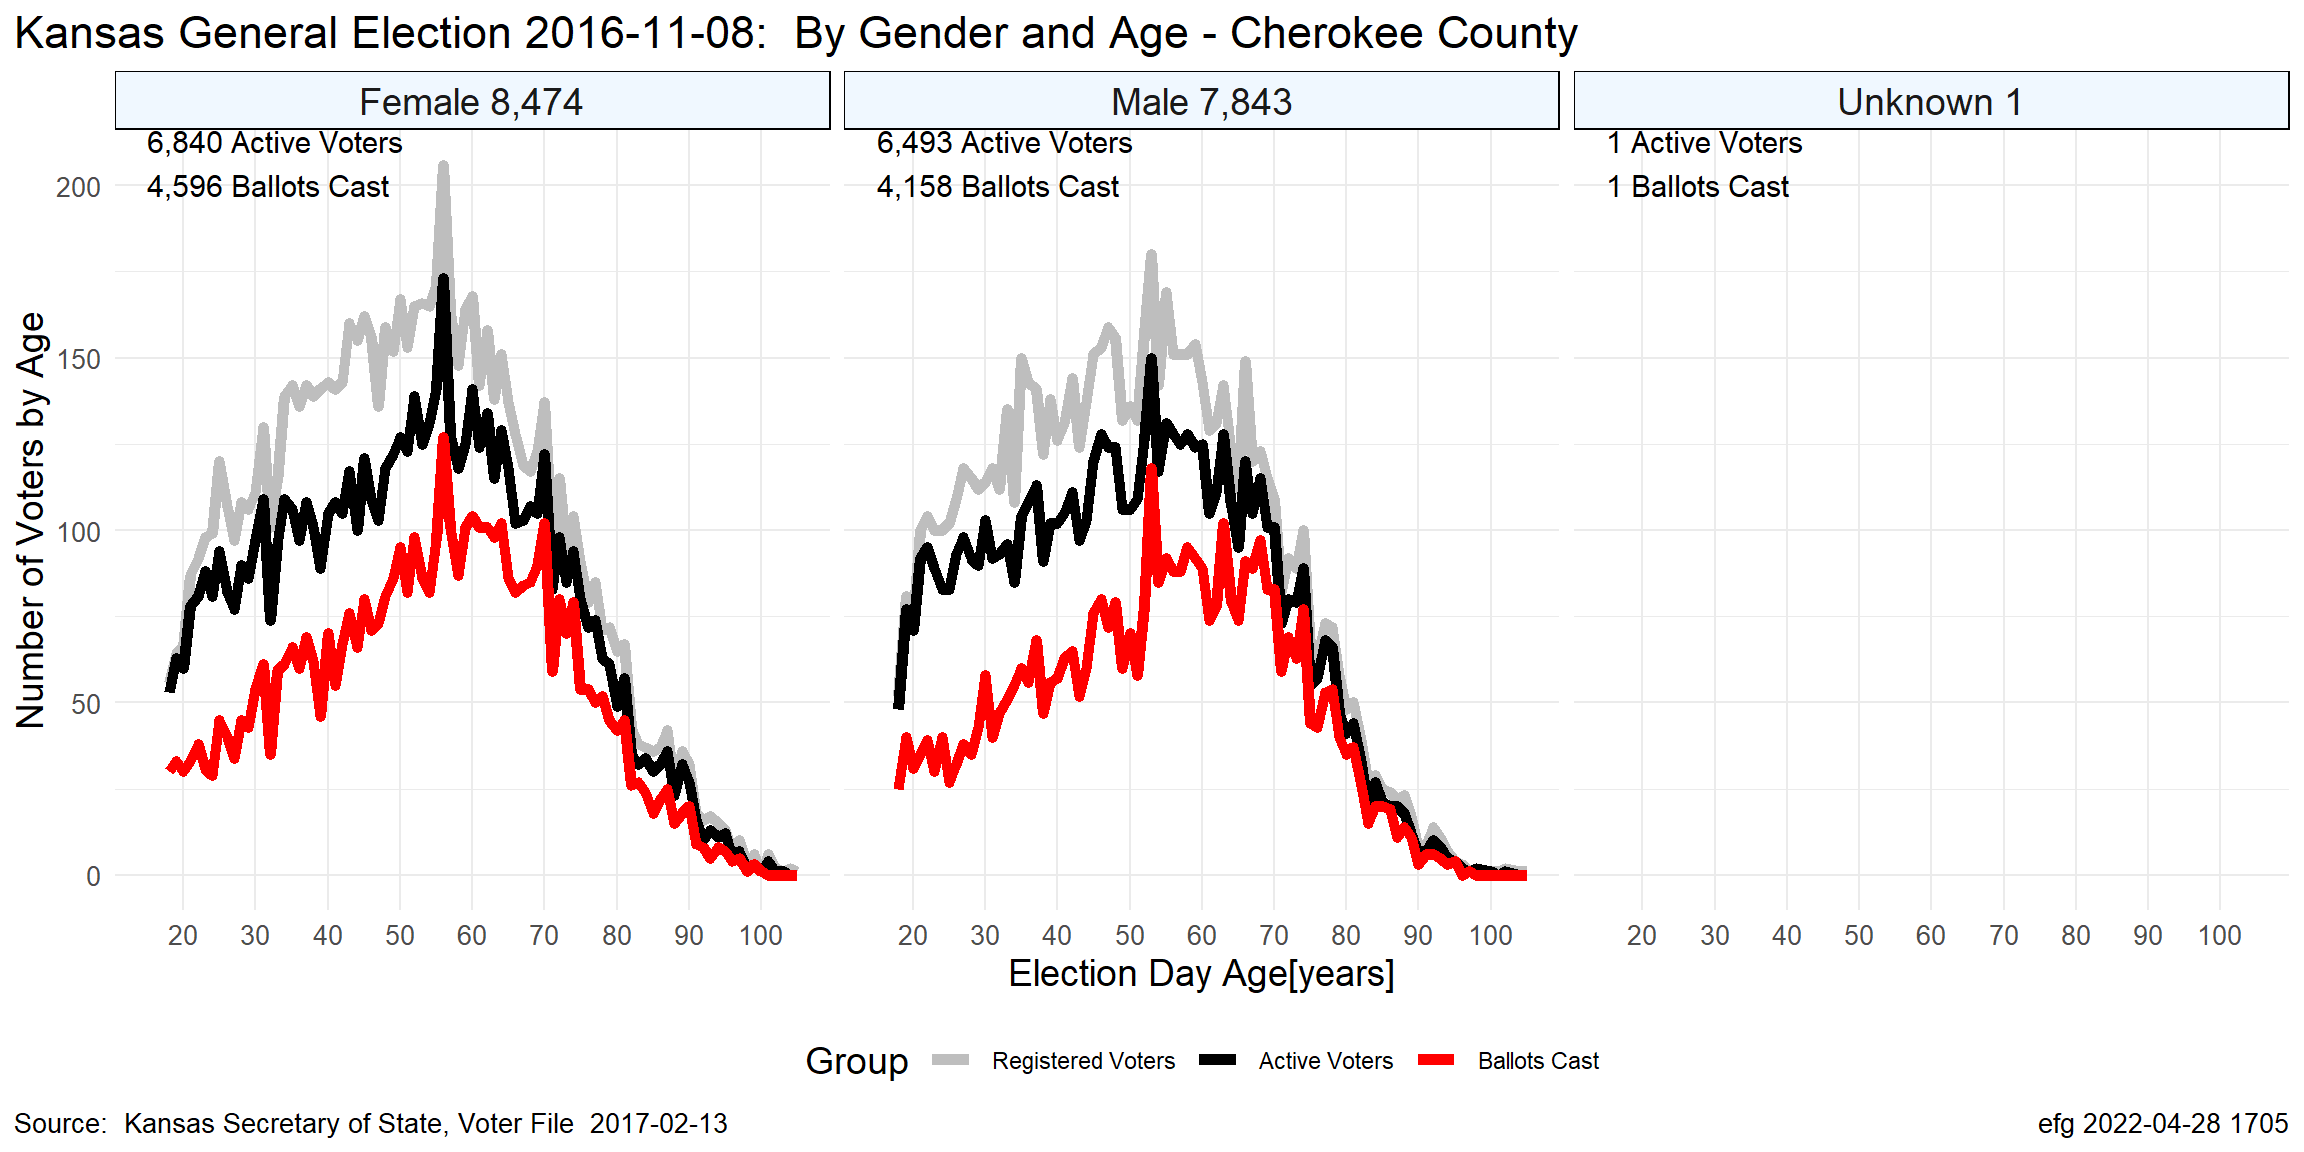 Kansas General Election 2016-11-08:  By Gender and Age - Cherokee County
Female 8,474
Male 7,843
Unknown 1
6,840 Active Voters
4,596 Ballots Cast
6,493 Active Voters
4,158 Ballots Cast
1 Active Voters
1 Ballots Cast
Number of Voters by Age
200
150
100
50
0
20 30 40 50 60 70 80 90 100
20 30 40 50 60 70 80 90 100
20 30 40 50 60 70 80 90 100
Election Day Age[years]
Group Registered Voters Active Voters Ballots Cast
Source:  Kansas Secretary of State, Voter File  2017-02-13
efg 2022-04-28 1705